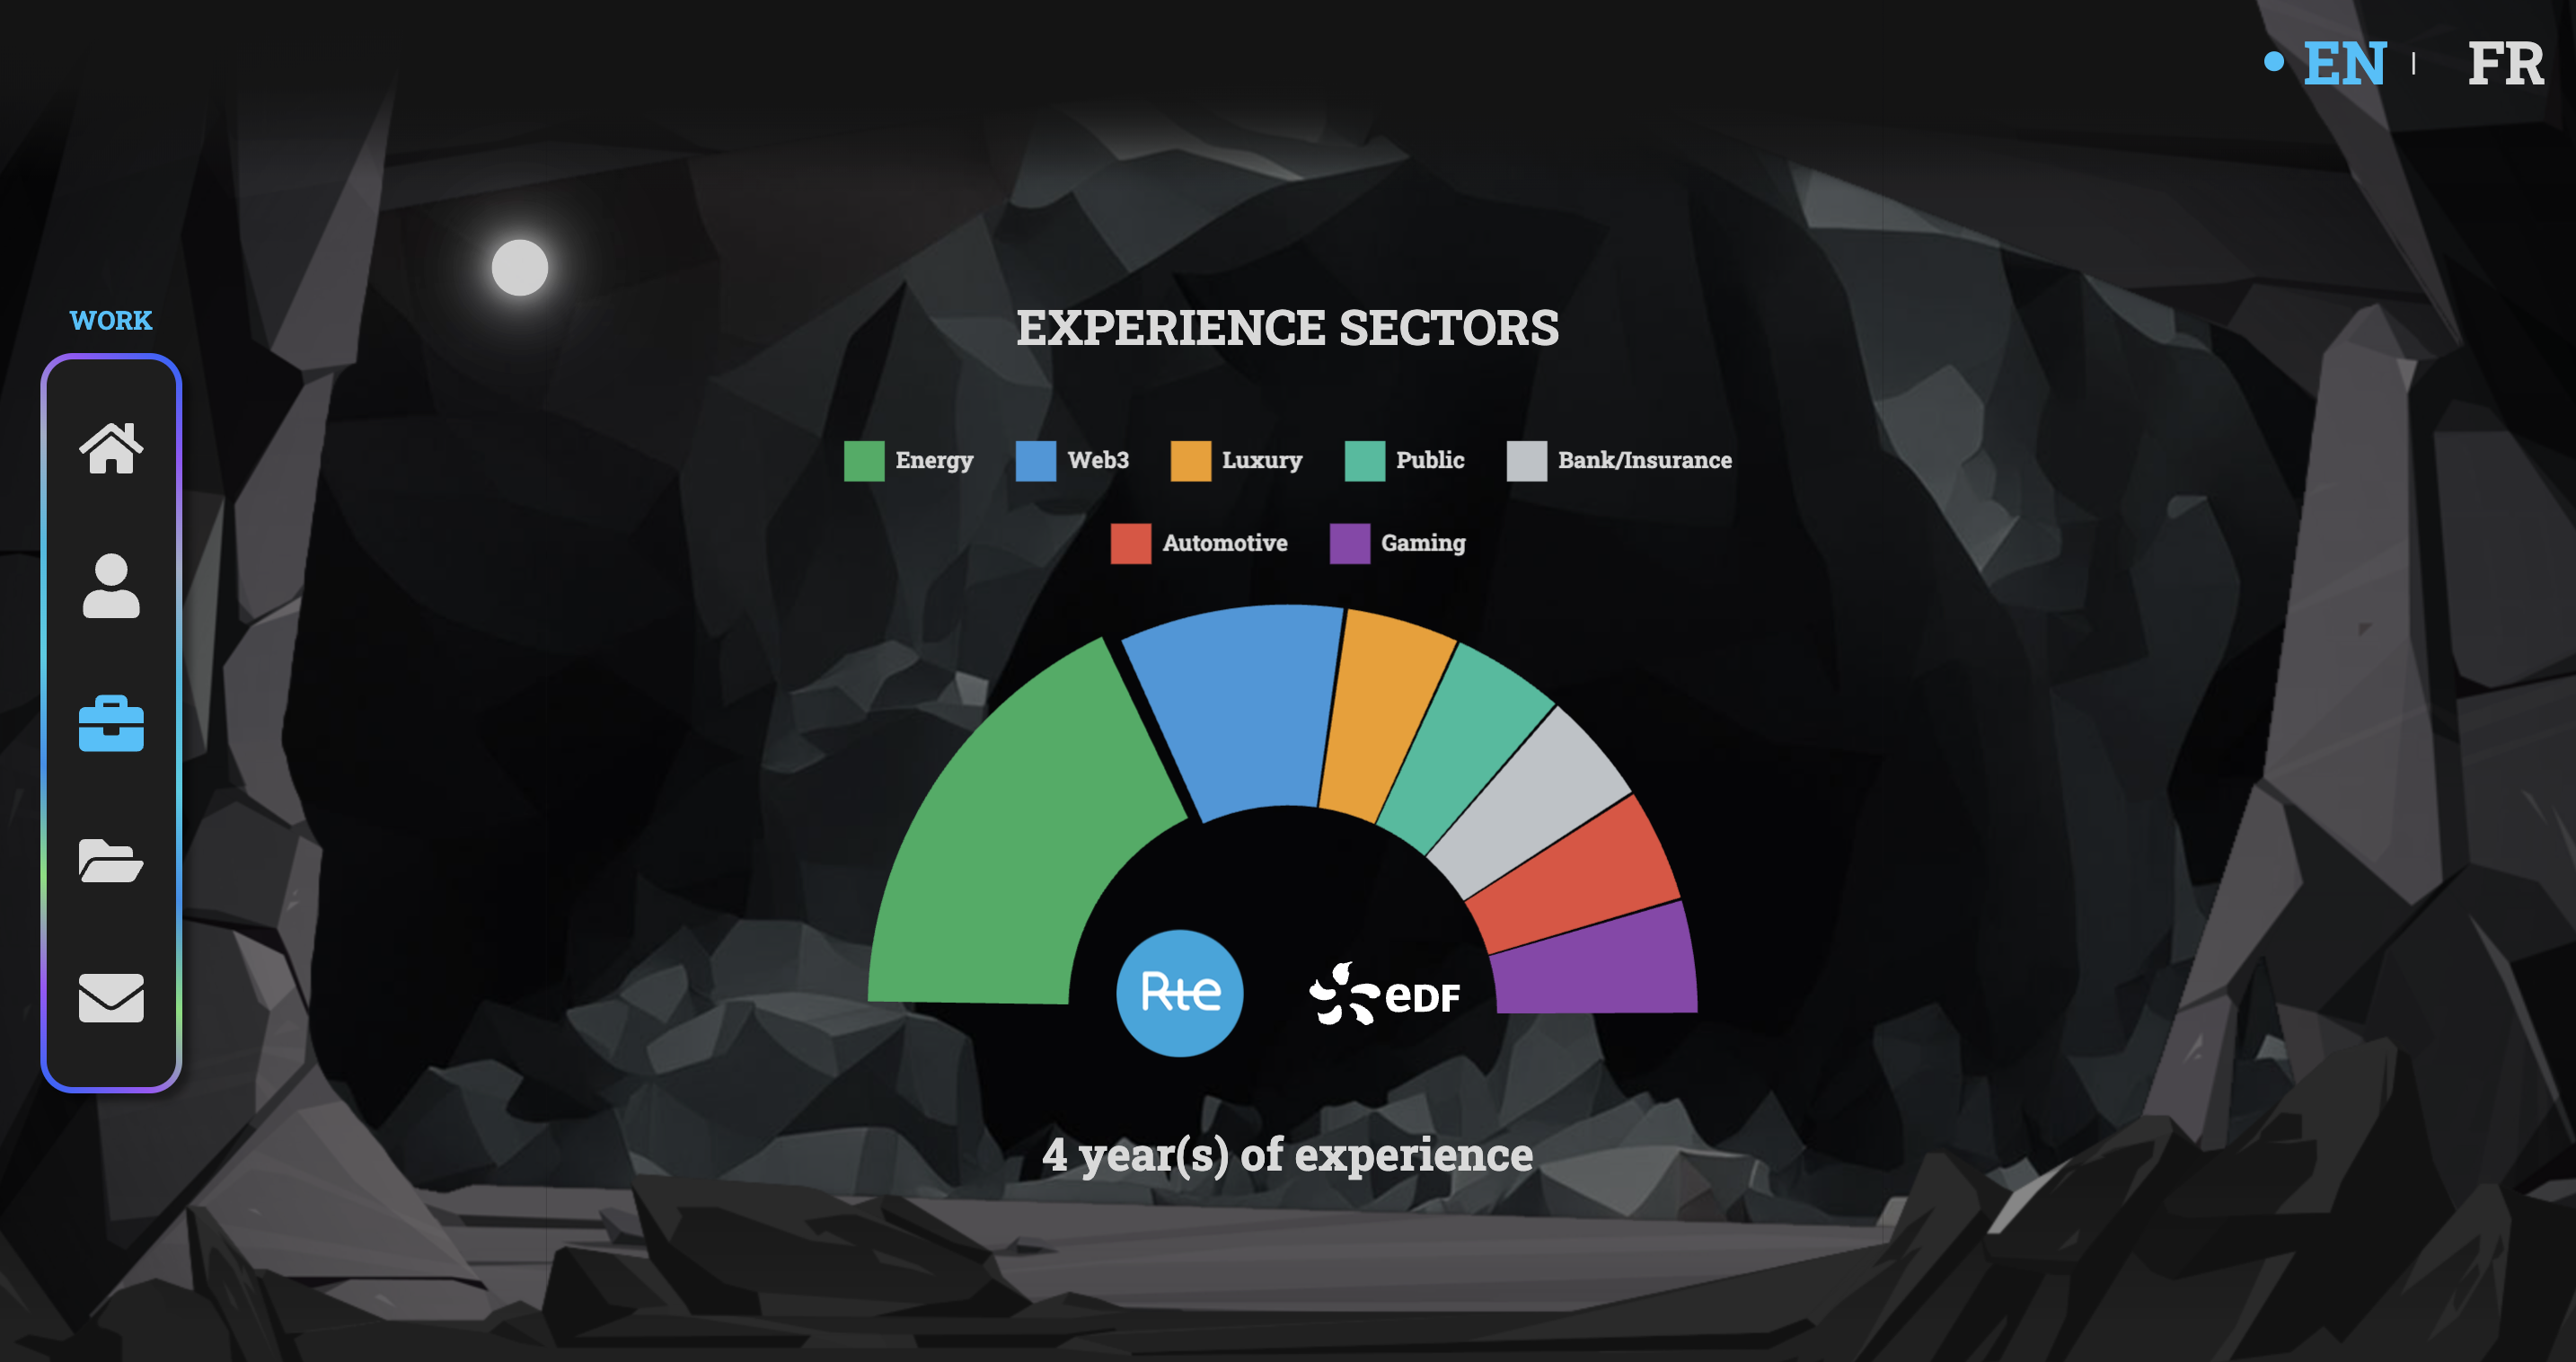 EN | FR
WORK
EXPERIENCE SECTORS
Energy Web3 Luxury Public Bank/Insurance
Automotive Gaming
Rte eDF
4 year(s) of experience